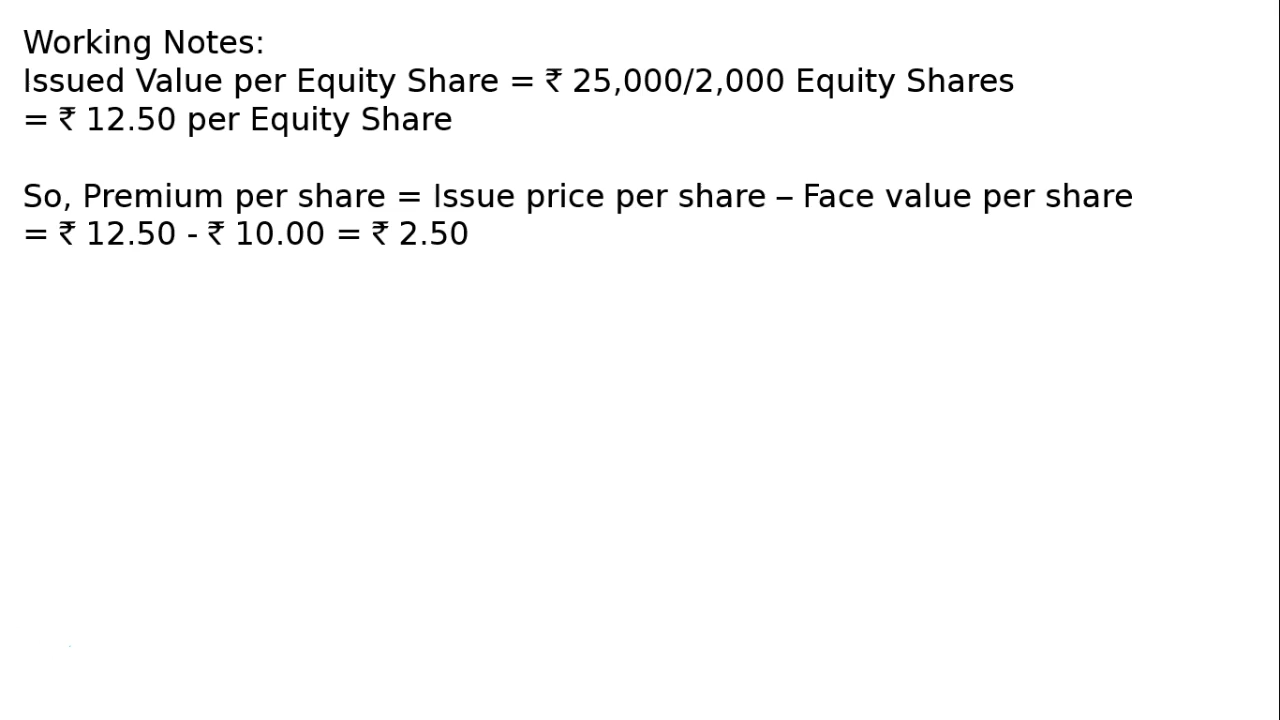 Working Notes:
Issued Value per Equity Share = ₹ 25,000/2,000 Equity Shares
= ₹ 12.50 per Equity Share
So, Premium per share = Issue price per share – Face value per share
= ₹ 12.50 - ₹ 10.00 = ₹ 2.50